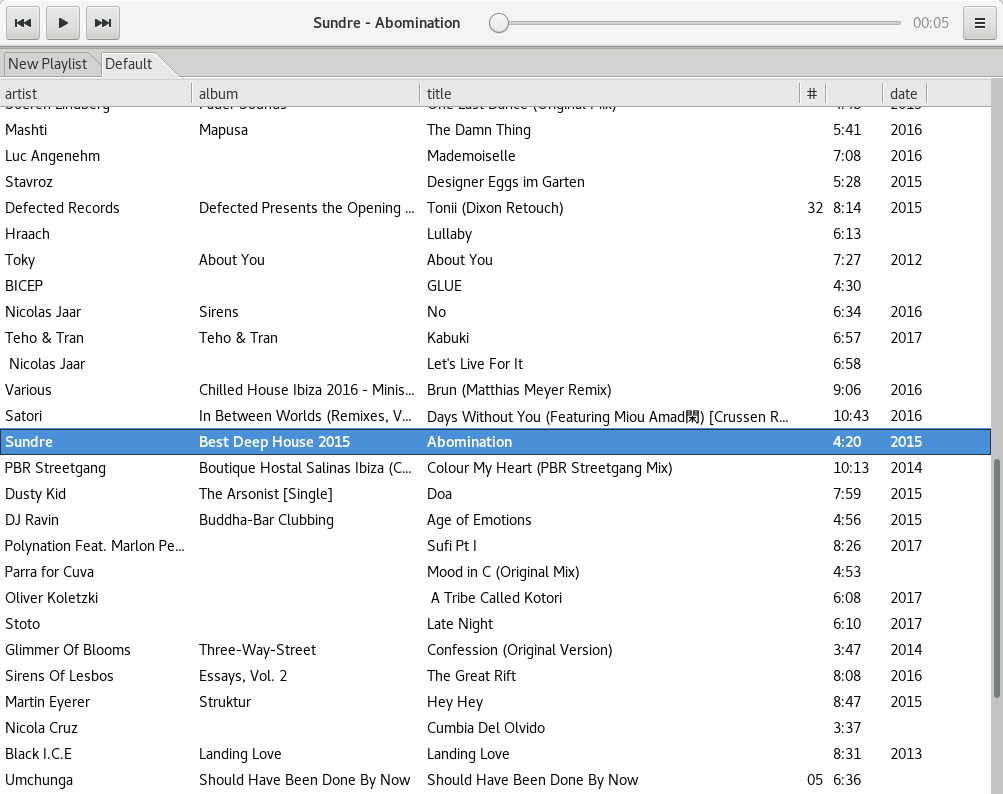 Sundre - Abomination 00:05
New Playlist Default
artist album title # date
Soeren Lindberg Fader Sounds One Last Dance (Original Mix) 2015
Mashti Mapusa The Damn Thing 5:41 2016
Luc Angenehm Mademoiselle 7:08 2016
Stavroz Designer Eggs im Garten 5:28 2015
Defected Records Defected Presents the Opening ... Tonii (Dixon Retouch) 32 8:14 2015
Hraach Lullaby 6:13
Toky About You About You 7:27 2012
BICEP GLUE 4:30
Nicolas Jaar Sirens No 6:34 2016
Teho & Tran Teho & Tran Kabuki 6:57 2017
Nicolas Jaar Let's Live For It 6:58
Various Chilled House Ibiza 2016 - Minis... Brun (Matthias Meyer Remix) 9:06 2016
Satori In Between Worlds (Remixes, V... Days Without You (Featuring Miou Amad閑) [Crussen R... 10:43 2016
Sundre Best Deep House 2015 Abomination 4:20 2015
PBR Streetgang Boutique Hostal Salinas Ibiza (C... Colour My Heart (PBR Streetgang Mix) 10:13 2014
Dusty Kid The Arsonist [Single] Doa 7:59 2015
DJ Ravin Buddha-Bar Clubbing Age of Emotions 4:56 2015
Polynation Feat. Marlon Pe... Sufi Pt I 8:26 2017
Parra for Cuva Mood in C (Original Mix) 4:53
Oliver Koletzki A Tribe Called Kotori 6:08 2017
Stoto Late Night 6:10 2017
Glimmer Of Blooms Three-Way-Street Confession (Original Version) 3:47 2014
Sirens Of Lesbos Essays, Vol. 2 The Great Rift 8:08 2016
Martin Eyerer Struktur Hey Hey 8:47 2015
Nicola Cruz Cumbia Del Olvido 3:37
Black I.C.E Landing Love Landing Love 8:31 2013
Umchunga Should Have Been Done By Now Should Have Been Done By Now 05 6:36